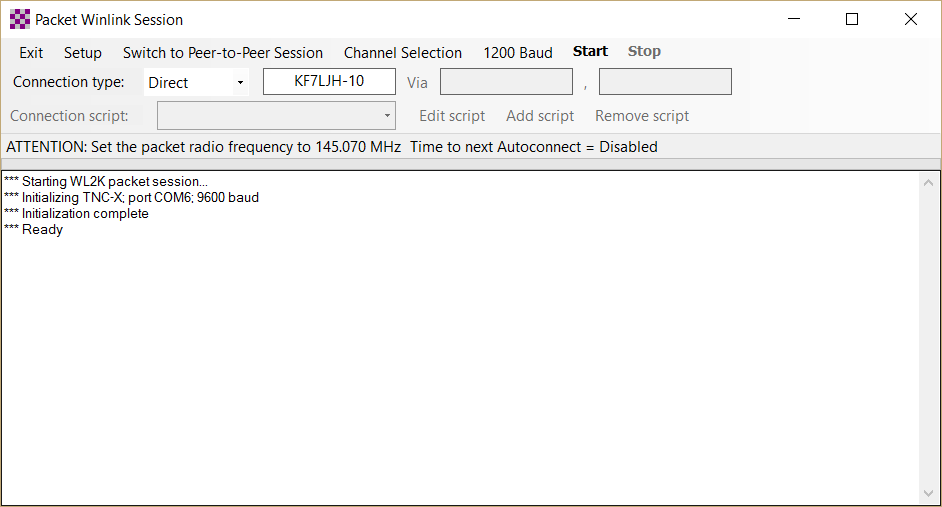 Packet Winlink Session
Exit Setup Switch to Peer-to-Peer Session Channel Selection 1200 Baud Start Stop
Connection type: Direct KF7LJH-10 Via ,
Connection script: Edit script Add script Remove script
ATTENTION: Set the packet radio frequency to 145.070 MHz Time to next Autoconnect = Disabled
*** Starting WL2K packet session...
*** Initializing TNC-X; port COM6; 9600 baud
*** Initialization complete
*** Ready